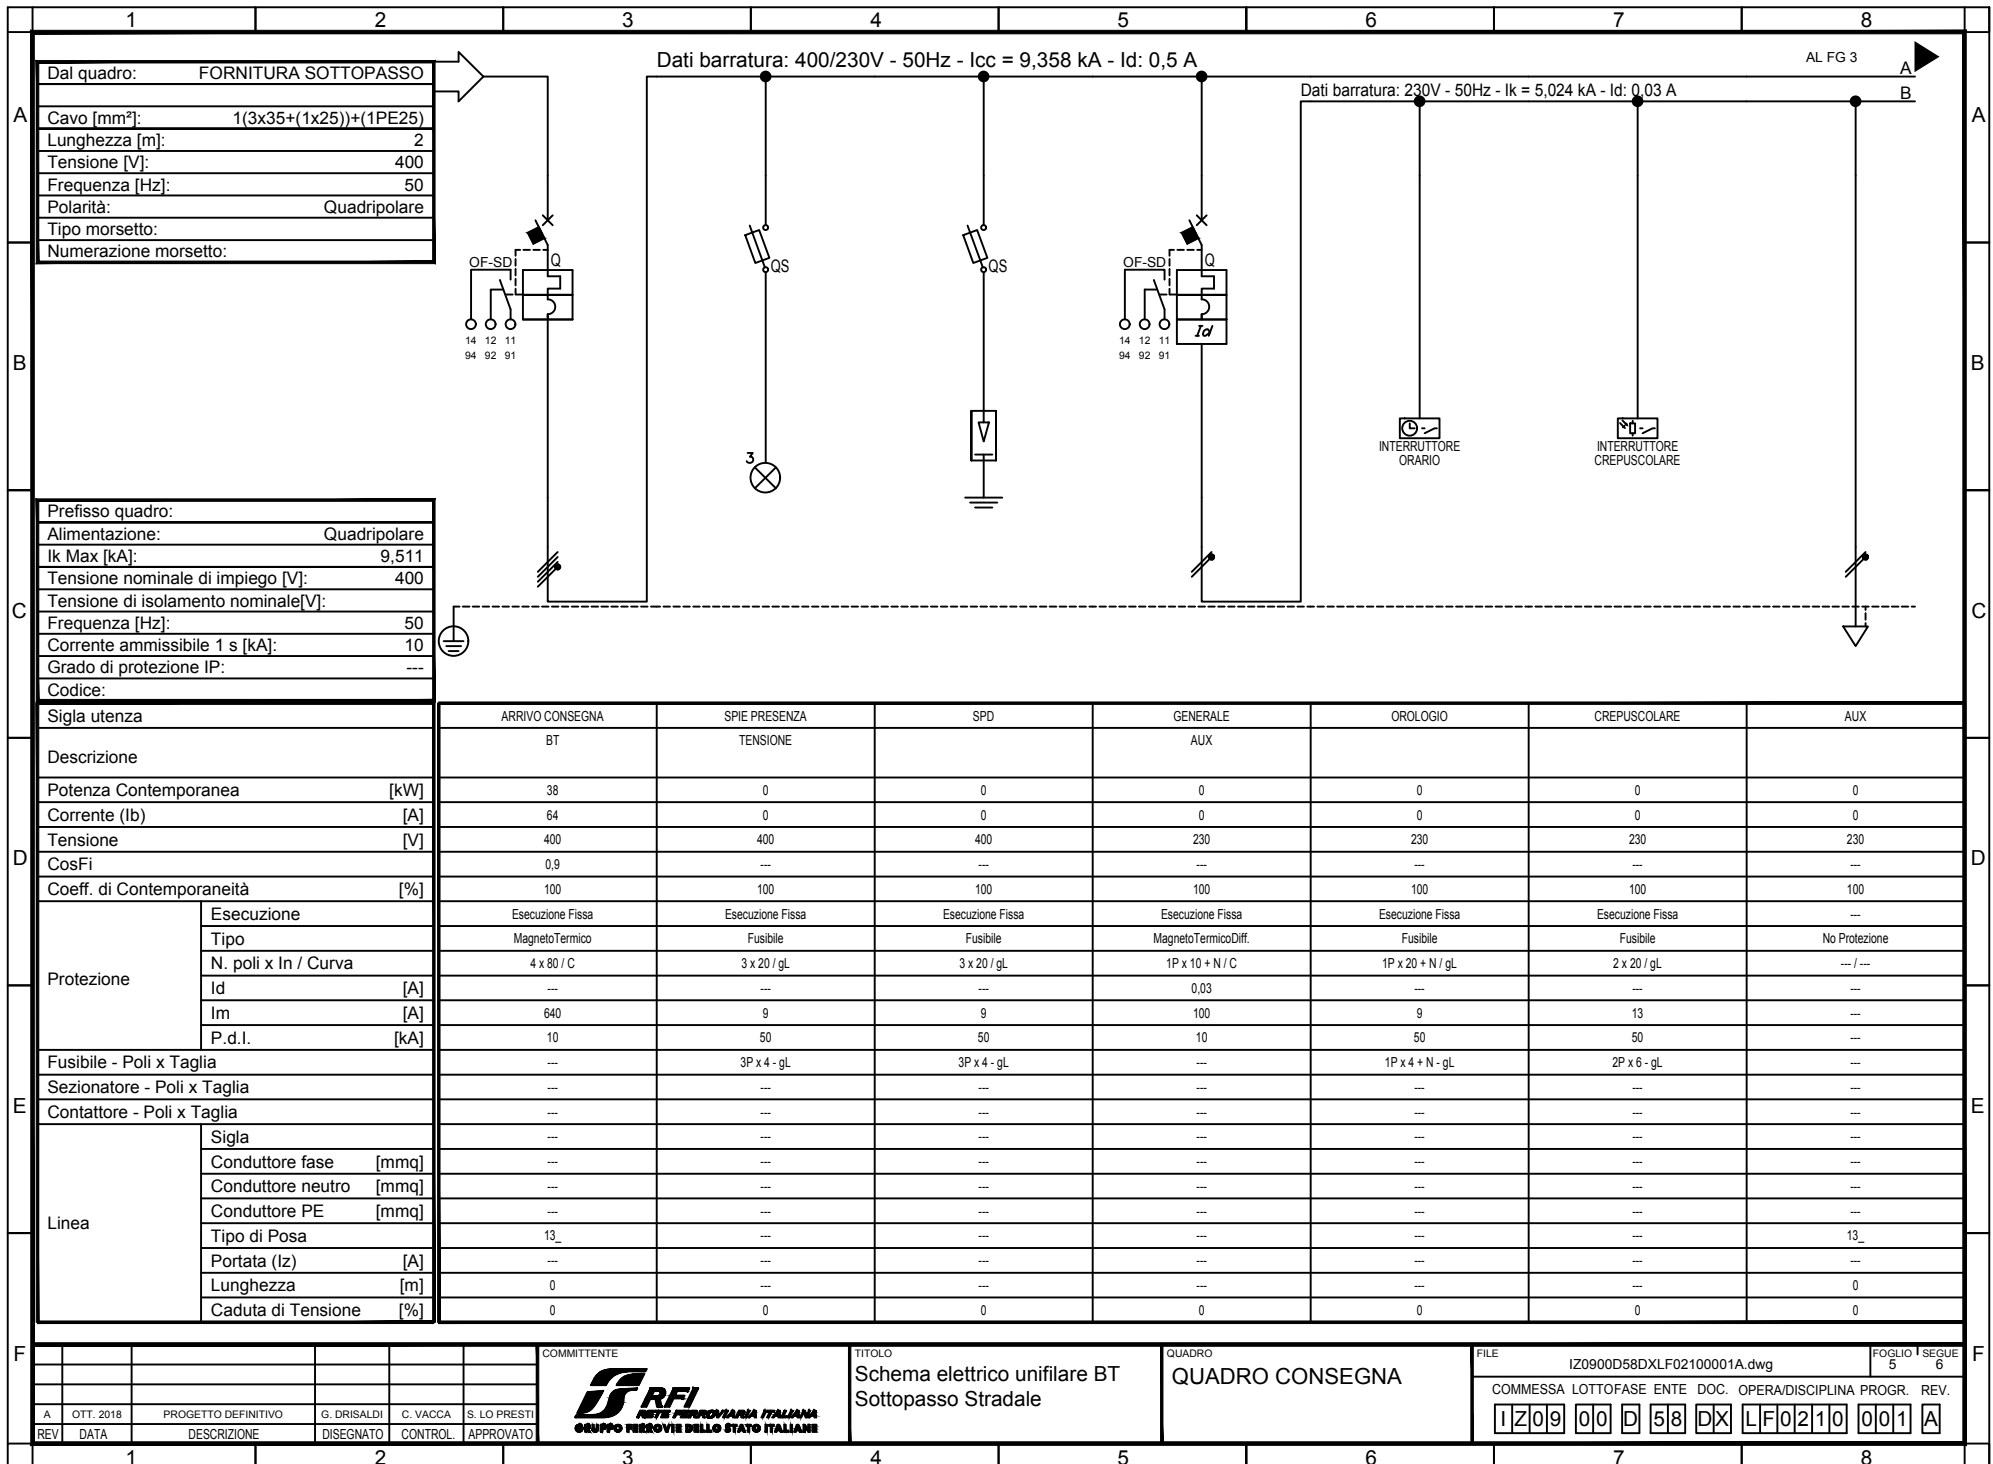 1 2 3 4 5 6 7 8
A
B
C
D
E
F
Dal quadro: FORNITURA SOTTOPASSO
Cavo [mm²]: 1(3x35+(1x25))+(1PE25)
Lunghezza [m]: 2
Tensione [V]: 400
Frequenza [Hz]: 50
Polarità: Quadripolare
Tipo morsetto:
Numerazione morsetto:
Dati barratura: 400/230V - 50Hz - Icc = 9,358 kA - Id: 0,5 A
AL FG 3
A
Dati barratura: 230V - 50Hz - Ik = 5,024 kA - Id: 0,03 A
B
OF-SD Q
14 12 11
94 92 91
QS
3
QS
OF-SD Q
Id
14 12 11
94 92 91
INTERRUTTORE
ORARIO
INTERRUTTORE
CREPUSCOLARE
Prefisso quadro:
Alimentazione: Quadripolare
Ik Max [kA]: 9,511
Tensione nominale di impiego [V]: 400
Tensione di isolamento nominale[V]:
Frequenza [Hz]: 50
Corrente ammissibile 1 s [kA]: 10
Grado di protezione IP: ---
Codice:
Sigla utenza ARRIVO CONSEGNA SPIE PRESENZA SPD GENERALE OROLOGIO CREPUSCOLARE AUX
Descrizione BT TENSIONE AUX
Potenza Contemporanea [kW] 38 0 0 0 0 0 0
Corrente (Ib) [A] 64 0 0 0 0 0 0
Tensione [V] 400 400 400 230 230 230 230
CosFi 0,9 --- --- --- --- --- ---
Coeff. di Contemporaneità [%] 100 100 100 100 100 100 100
Protezione
Esecuzione Esecuzione Fissa Esecuzione Fissa Esecuzione Fissa Esecuzione Fissa Esecuzione Fissa Esecuzione Fissa ---
Tipo MagnetoTermico Fusibile Fusibile MagnetoTermicoDiff. Fusibile Fusibile No Protezione
N. poli x In / Curva 4 x 80 / C 3 x 20 / gL 3 x 20 / gL 1P x 10 + N / C 1P x 20 + N / gL 2 x 20 / gL --- / ---
Id [A] --- --- --- 0,03 --- --- ---
Im [A] 640 9 9 100 9 13 ---
P.d.I. [kA] 10 50 50 10 50 50 ---
Fusibile - Poli x Taglia --- 3P x 4 - gL 3P x 4 - gL --- 1P x 4 + N - gL 2P x 6 - gL ---
Sezionatore - Poli x Taglia --- --- --- --- --- --- ---
Contattore - Poli x Taglia --- --- --- --- --- --- ---
Linea
Sigla --- --- --- --- --- --- ---
Conduttore fase [mmq] --- --- --- --- --- --- ---
Conduttore neutro [mmq] --- --- --- --- --- --- ---
Conduttore PE [mmq] --- --- --- --- --- --- ---
Tipo di Posa 13_ --- --- --- --- --- 13_
Portata (Iz) [A] --- --- --- --- --- --- ---
Lunghezza [m] 0 --- --- --- --- --- 0
Caduta di Tensione [%] 0 0 0 0 0 0 0
A OTT. 2018 PROGETTO DEFINITIVO G. DRISALDI C. VACCA S. LO PRESTI
REV DATA DESCRIZIONE DISEGNATO CONTROL. APPROVATO
COMMITTENTE
RFI
RETE FERROVIARIA ITALIANA
GRUPPO FERROVIE DELLO STATO ITALIANE
TITOLO
Schema elettrico unifilare BT
Sottopasso Stradale
QUADRO
QUADRO CONSEGNA
FILE
IZ0900D58DXLF02100001A.dwg
FOGLIO SEGUE
5 6
COMMESSA LOTTO FASE ENTE DOC. OPERA/DISCIPLINA PROGR. REV.
IZ09 00 D 58 DX LF0210 001 A
A
B
C
D
E
F
1 2 3 4 5 6 7 8